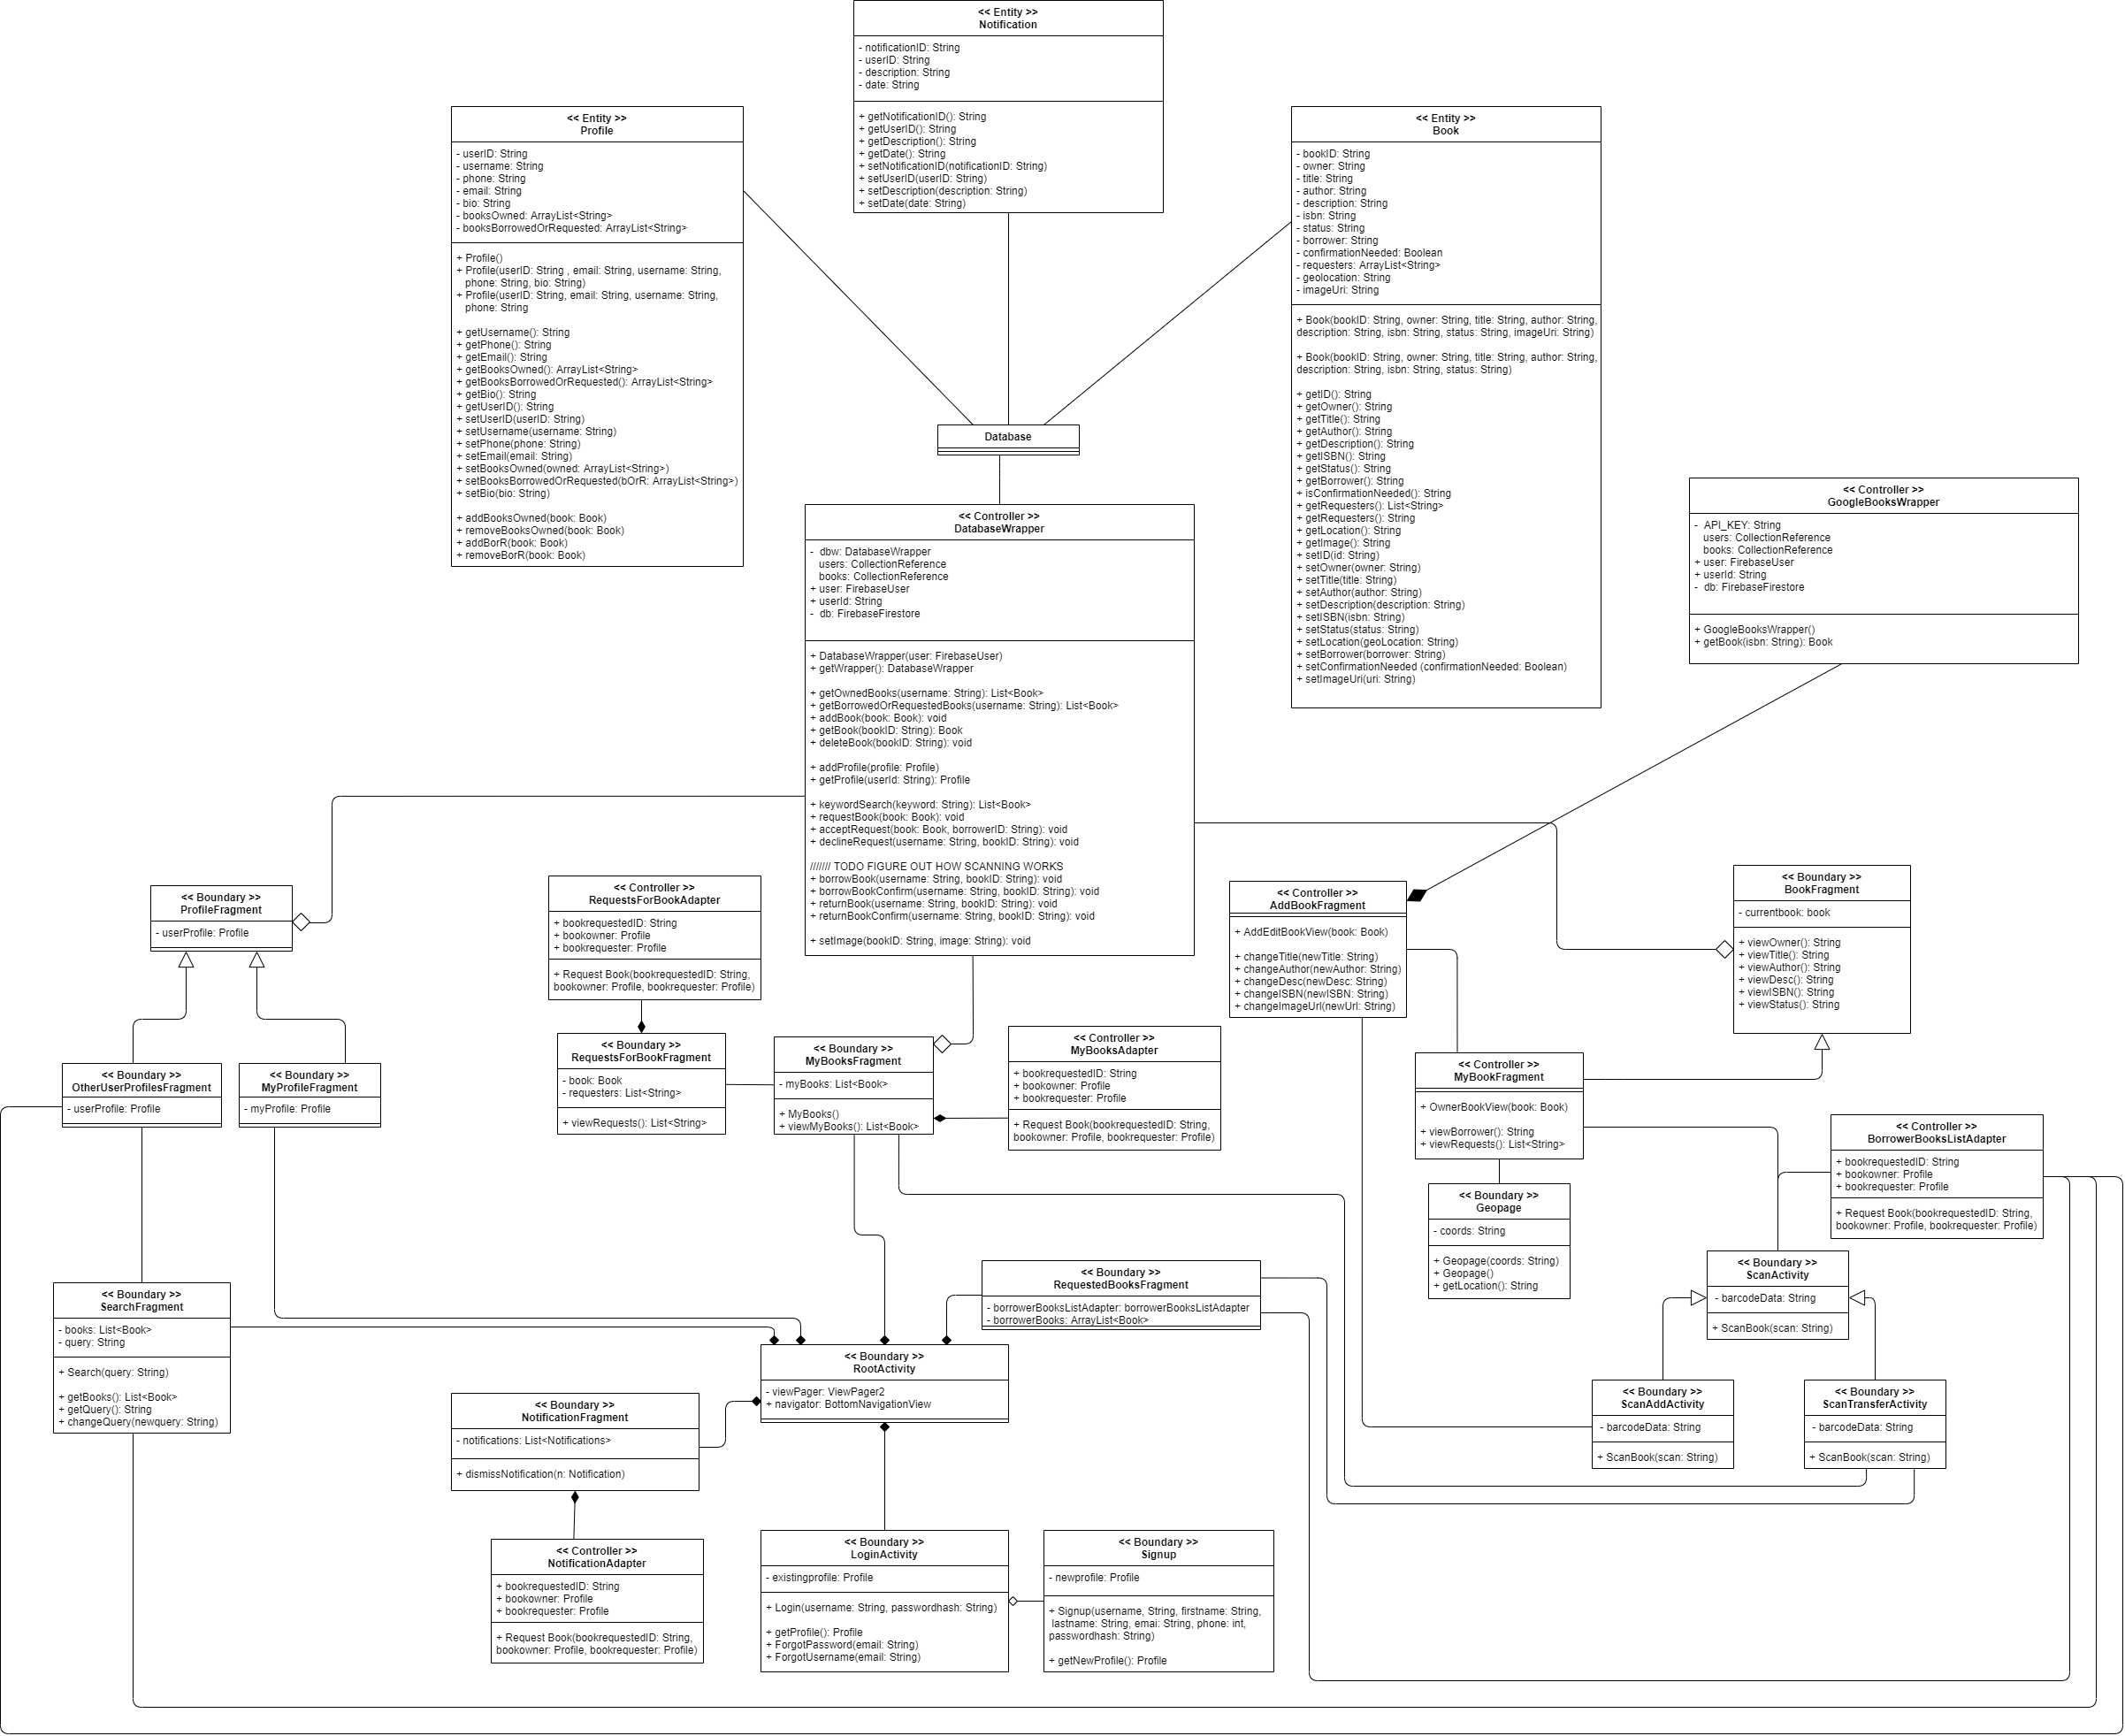 << Entity >>
Notification
- notificationID: String
- userID: String
- description: String
- date: String
+ getNotificationID(): String
+ getUserID(): String
+ getDescription(): String
+ getDate(): String
+ setNotificationID(notificationID: String)
+ setUserID(userID: String)
+ setDescription(description: String)
+ setDate(date: String)
<< Entity >>
Profile
- userID: String
- username: String
- phone: String
- email: String
- bio: String
- booksOwned: ArrayList<String>
- booksBorrowedOrRequested: ArrayList<String>
+ Profile()
+ Profile(userID: String , email: String, username: String,
phone: String, bio: String)
+ Profile(userID: String, email: String, username: String,
phone: String
+ getUsername(): String
+ getPhone(): String
+ getEmail(): String
+ getBooksOwned(): ArrayList<String>
+ getBooksBorrowedOrRequested(): ArrayList<String>
+ getBio(): String
+ getUserID(): String
+ setUserID(userID: String)
+ setUsername(username: String)
+ setPhone(phone: String)
+ setEmail(email: String)
+ setBooksOwned(owned: ArrayList<String>)
+ setBooksBorrowedOrRequested(bOrR: ArrayList<String>)
+ setBio(bio: String)
+ addBooksOwned(book: Book)
+ removeBooksOwned(book: Book)
+ addBorR(book: Book)
+ removeBorR(book: Book)
<< Entity >>
Book
- bookID: String
- owner: String
- title: String
- author: String
- description: String
- isbn: String
- status: String
- borrower: String
- confirmationNeeded: Boolean
- requesters: ArrayList<String>
- geolocation: String
- imageUri: String
+ Book(bookID: String, owner: String, title: String, author: String,
description: String, isbn: String, status: String, imageUri: String)
+ Book(bookID: String, owner: String, title: String, author: String,
description: String, isbn: String, status: String)
+ getID(): String
+ getOwner(): String
+ getTitle(): String
+ getAuthor(): String
+ getDescription(): String
+ getISBN(): String
+ getStatus(): String
+ getBorrower(): String
+ isConfirmationNeeded(): String
+ getRequesters(): List<String>
+ getRequesters(): String
+ getLocation(): String
+ getImage(): String
+ setID(id: String)
+ setOwner(owner: String)
+ setTitle(title: String)
+ setAuthor(author: String)
+ setDescription(description: String)
+ setISBN(isbn: String)
+ setStatus(status: String)
+ setLocation(geoLocation: String)
+ setBorrower(borrower: String)
+ setConfirmationNeeded (confirmationNeeded: Boolean)
+ setImageUri(uri: String)
Database
<< Controller >>
DatabaseWrapper
- dbw: DatabaseWrapper
users: CollectionReference
books: CollectionReference
+ user: FirebaseUser
+ userId: String
- db: FirebaseFirestore
+ DatabaseWrapper(user: FirebaseUser)
+ getWrapper(): DatabaseWrapper
+ getOwnedBooks(username: String): List<Book>
+ getBorrowedOrRequestedBooks(username: String): List<Book>
+ addBook(book: Book): void
+ getBook(bookID: String): Book
+ deleteBook(bookID: String): void
+ addProfile(profile: Profile)
+ getProfile(userId: String): Profile
+ keywordSearch(keyword: String): List<Book>
+ requestBook(book: Book): void
+ acceptRequest(book: Book, borrowerID: String): void
+ declineRequest(username: String, bookID: String): void
/////// TODO FIGURE OUT HOW SCANNING WORKS
+ borrowBook(username: String, bookID: String): void
+ borrowBookConfirm(username: String, bookID: String): void
+ returnBook(username: String, bookID: String): void
+ returnBookConfirm(username: String, bookID: String): void
+ setImage(bookID: String, image: String): void
<< Controller >>
GoogleBooksWrapper
- API_KEY: String
users: CollectionReference
books: CollectionReference
+ user: FirebaseUser
+ userId: String
- db: FirebaseFirestore
+ GoogleBooksWrapper()
+ getBook(isbn: String): Book
<< Boundary >>
ProfileFragment
- userProfile: Profile
<< Controller >>
RequestsForBookAdapter
+ bookrequestedID: String
+ bookowner: Profile
+ bookrequester: Profile
+ Request Book(bookrequestedID: String,
bookowner: Profile, bookrequester: Profile)
<< Controller >>
AddBookFragment
+ AddEditBookView(book: Book)
+ changeTitle(newTitle: String)
+ changeAuthor(newAuthor: String)
+ changeDesc(newDesc: String)
+ changeISBN(newISBN: String)
+ changeImageUrl(newUrl: String)
<< Boundary >>
BookFragment
- currentbook: book
+ viewOwner(): String
+ viewTitle(): String
+ viewAuthor(): String
+ viewDesc(): String
+ viewISBN(): String
+ viewStatus(): String
<< Boundary >>
OtherUserProfilesFragment
- userProfile: Profile
<< Boundary >>
MyProfileFragment
- myProfile: Profile
<< Boundary >>
RequestsForBookFragment
- book: Book
- requesters: List<String>
+ viewRequests(): List<String>
<< Boundary >>
MyBooksFragment
- myBooks: List<Book>
+ MyBooks()
+ viewMyBooks(): List<Book>
<< Controller >>
MyBooksAdapter
+ bookrequestedID: String
+ bookowner: Profile
+ bookrequester: Profile
+ Request Book(bookrequestedID: String,
bookowner: Profile, bookrequester: Profile)
<< Controller >>
MyBookFragment
+ OwnerBookView(book: Book)
+ viewBorrower(): String
+ viewRequests(): List<String>
<< Controller >>
BorrowerBooksListAdapter
+ bookrequestedID: String
+ bookowner: Profile
+ bookrequester: Profile
+ Request Book(bookrequestedID: String,
bookowner: Profile, bookrequester: Profile)
<< Boundary >>
Geopage
- coords: String
+ Geopage(coords: String)
+ Geopage()
+ getLocation(): String
<< Boundary >>
ScanActivity
- barcodeData: String
+ ScanBook(scan: String)
<< Boundary >>
SearchFragment
- books: List<Book>
- query: String
+ Search(query: String)
+ getBooks(): List<Book>
+ getQuery(): String
+ changeQuery(newquery: String)
<< Boundary >>
RequestedBooksFragment
- borrowerBooksListAdapter: borrowerBooksListAdapter
- borrowerBooks: ArrayList<Book>
<< Boundary >>
RootActivity
- viewPager: ViewPager2
+ navigator: BottomNavigationView
<< Boundary >>
NotificationFragment
- notifications: List<Notifications>
+ dismissNotification(n: Notification)
<< Boundary >>
ScanAddActivity
- barcodeData: String
+ ScanBook(scan: String)
<< Boundary >>
ScanTransferActivity
- barcodeData: String
+ ScanBook(scan: String)
<< Controller >>
NotificationAdapter
+ bookrequestedID: String
+ bookowner: Profile
+ bookrequester: Profile
+ Request Book(bookrequestedID: String,
bookowner: Profile, bookrequester: Profile)
<< Boundary >>
LoginActivity
- existingprofile: Profile
+ Login(username: String, passwordhash: String)
+ getProfile(): Profile
+ ForgotPassword(email: String)
+ ForgotUsername(email: String)
<< Boundary >>
Signup
- newprofile: Profile
+ Signup(username, String, firstname: String,
lastname: String, emai: String, phone: int,
passwordhash: String)
+ getNewProfile(): Profile